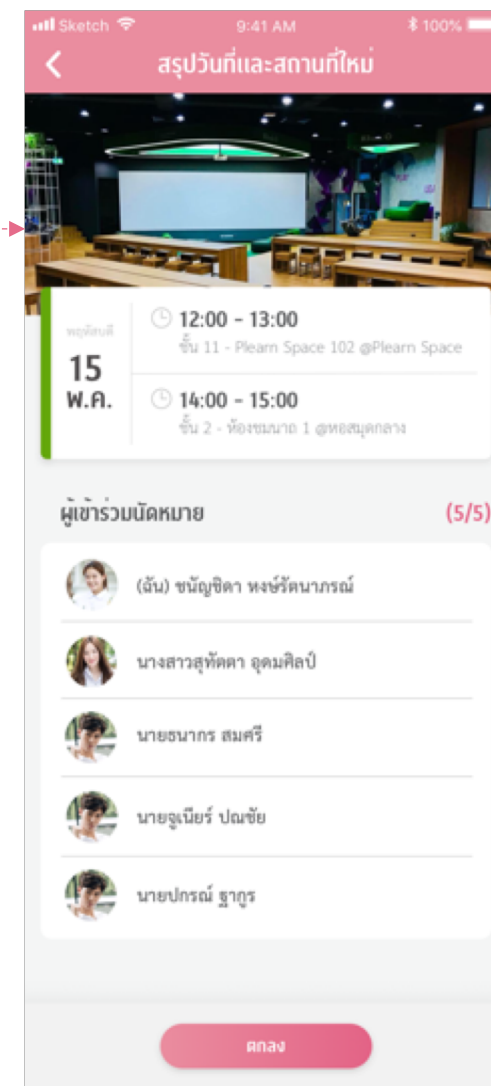 Sketch 9:41 AM 100%
สรุปวันที่และสถานที่ใหม่
พฤหัสบดี
15
พ.ค.
12:00 - 13:00
ชั้น 11 - Plearn Space 102 @Plearn Space
14:00 - 15:00
ชั้น 2 - ห้องชมนาถ 1 @หอสมุดกลาง
ผู้เข้าร่วมนัดหมาย (5/5)
(ฉัน) ชนัญชิดา หงษ์รัตนาภรณ์
นางสาวสุทัตตา อุดมศิลป์
นายธนากร สมศรี
นายจูเนียร์ ปณชัย
นายปกรณ์ ฐากูร
ตกลง